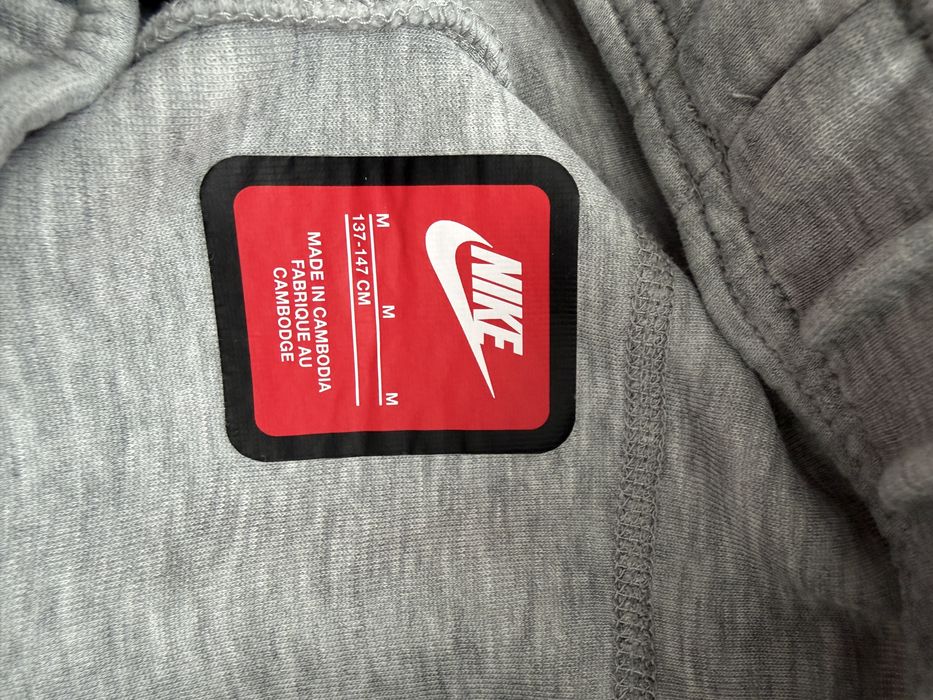 NIKE
M M M
137-147 CM
MADE IN CAMBODIA
FABRIQUE AU
CAMBODGE